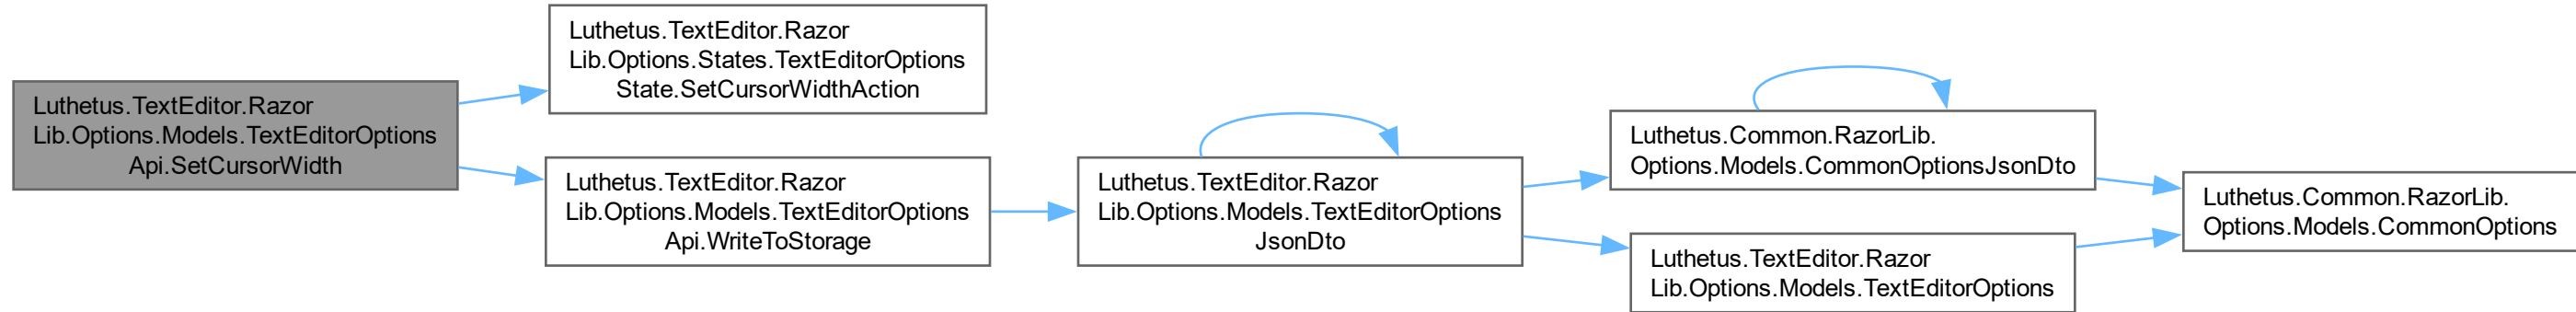 Luthetus.TextEditor.Razor
Lib.Options.Models.TextEditorOptions
Api.SetCursorWidth
Luthetus.TextEditor.Razor
Lib.Options.States.TextEditorOptions
State.SetCursorWidthAction
Luthetus.TextEditor.Razor
Lib.Options.Models.TextEditorOptions
Api.WriteToStorage
Luthetus.TextEditor.Razor
Lib.Options.Models.TextEditorOptions
JsonDto
Luthetus.Common.RazorLib.
Options.Models.CommonOptionsJsonDto
Luthetus.TextEditor.Razor
Lib.Options.Models.TextEditorOptions
Luthetus.Common.RazorLib.
Options.Models.CommonOptions